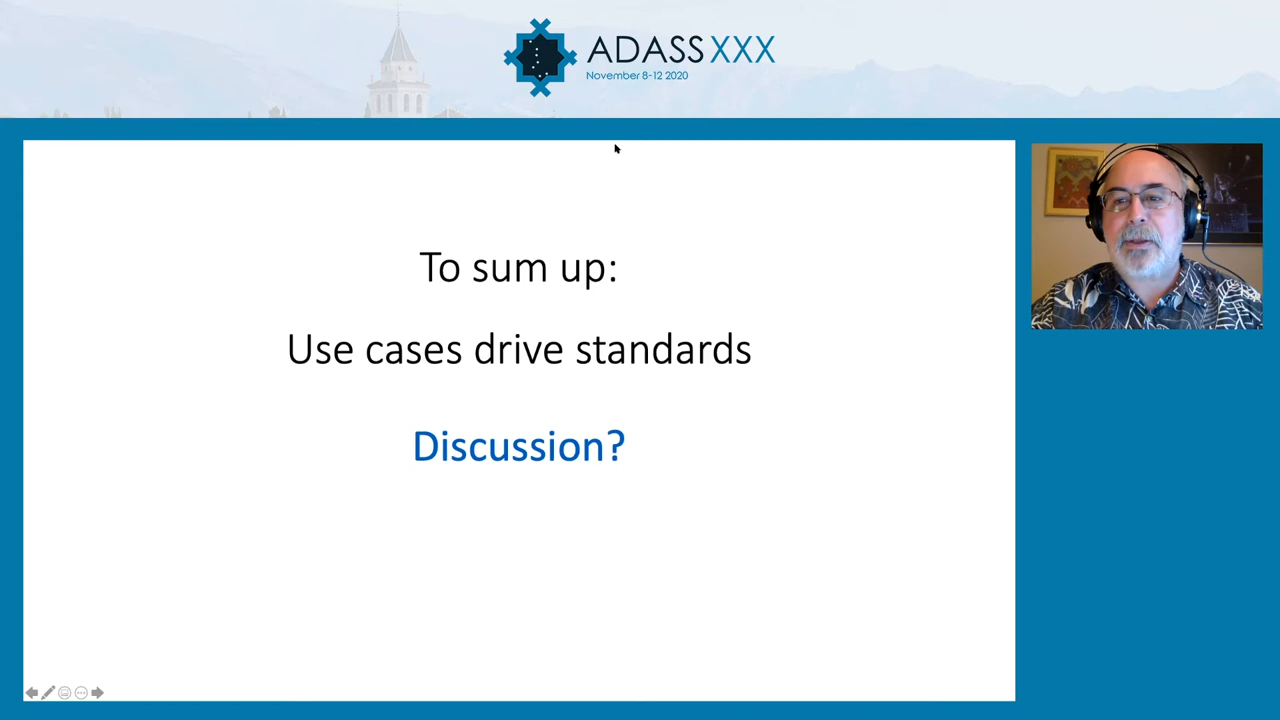 ADASS XXX
November 8-12 2020
To sum up:
Use cases drive standards
Discussion?